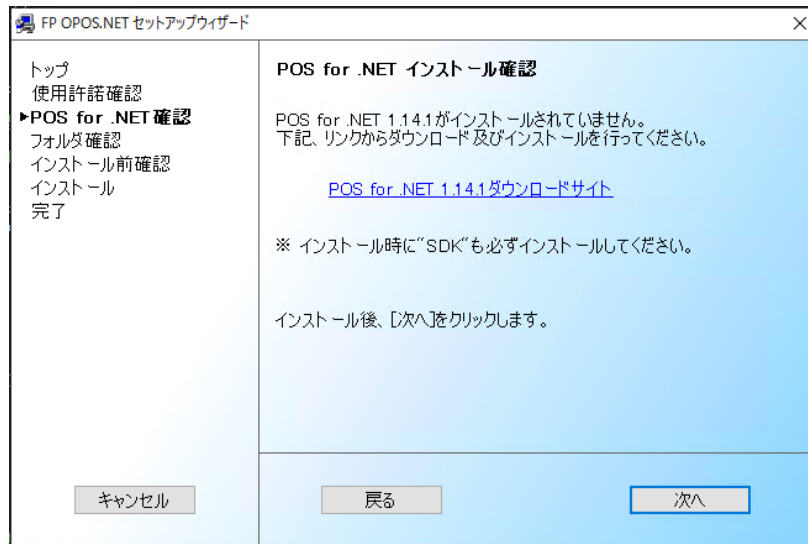 FP OPOS.NET セットアップウィザード
トップ
使用許諾確認
▶POS for .NET確認
フォルダ確認
インストール前確認
インストール
完了
POS for .NET インストール確認
POS for .NET 1.14.1がインストールされていません。
下記、リンクからダウンロード及びインストールを行ってください。
POS for .NET 1.14.1ダウンロードサイト
※ インストール時に"SDK"も必ずインストールしてください。
インストール後、[次へ]をクリックします。
キャンセル
戻る
次へ